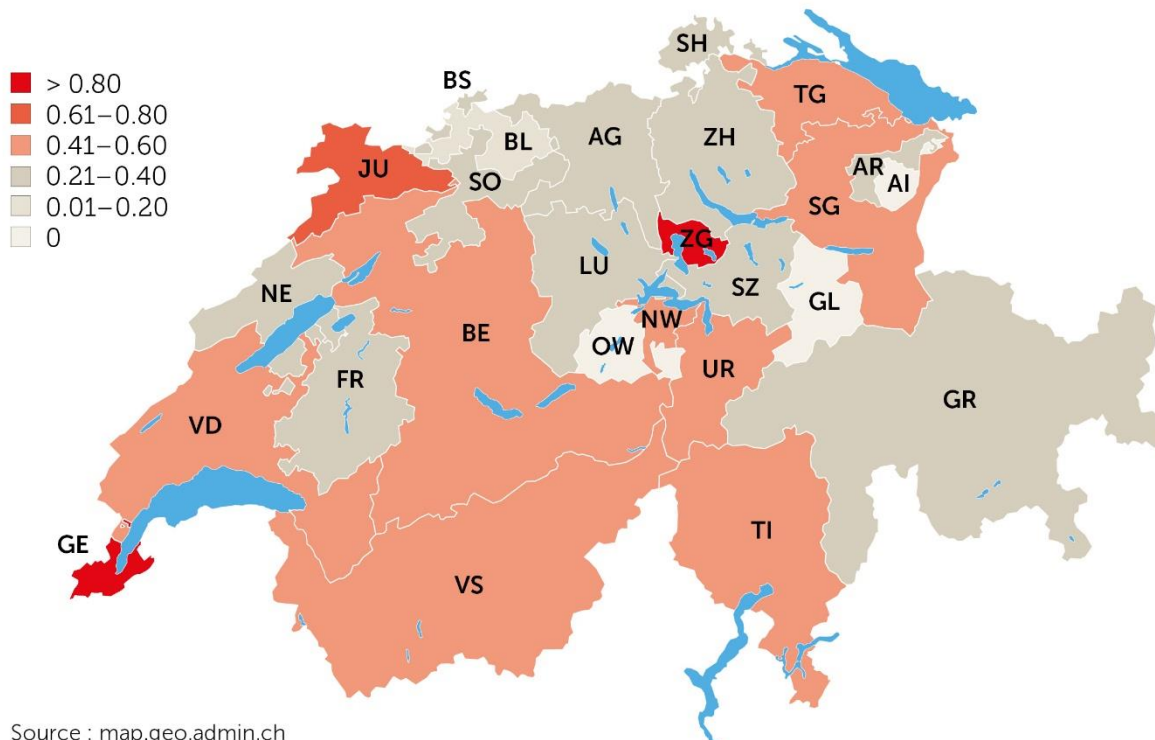 > 0.80
0.61–0.80
0.41–0.60
0.21–0.40
0.01–0.20
0
SH
BS
TG
BL
AG
ZH
JU
SO
AR
AI
SG
ZG
LU
SZ
NE
GL
NW
BE
OW
UR
FR
GR
VD
TI
GE
VS
Source : map.geo.admin.ch